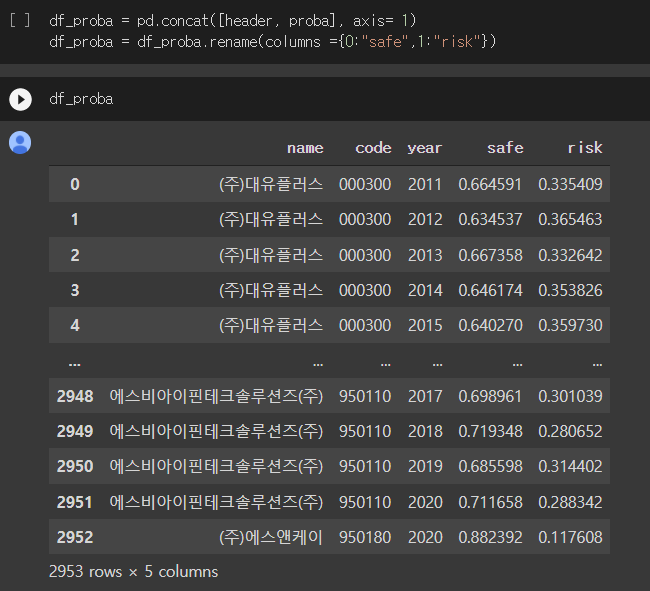 [ ] df_proba = pd.concat([header, proba], axis= 1)
df_proba = df_proba.rename(columns ={0:"safe",1:"risk"})
df_proba
name code year safe risk
0 (주)대유플러스 000300 2011 0.664591 0.335409
1 (주)대유플러스 000300 2012 0.634537 0.365463
2 (주)대유플러스 000300 2013 0.667358 0.332642
3 (주)대유플러스 000300 2014 0.646174 0.353826
4 (주)대유플러스 000300 2015 0.640270 0.359730
... ... ... ... ... ...
2948 에스비아이핀테크솔루션즈(주) 950110 2017 0.698961 0.301039
2949 에스비아이핀테크솔루션즈(주) 950110 2018 0.719348 0.280652
2950 에스비아이핀테크솔루션즈(주) 950110 2019 0.685598 0.314402
2951 에스비아이핀테크솔루션즈(주) 950110 2020 0.711658 0.288342
2952 (주)에스앤케이 950180 2020 0.882392 0.117608
2953 rows × 5 columns